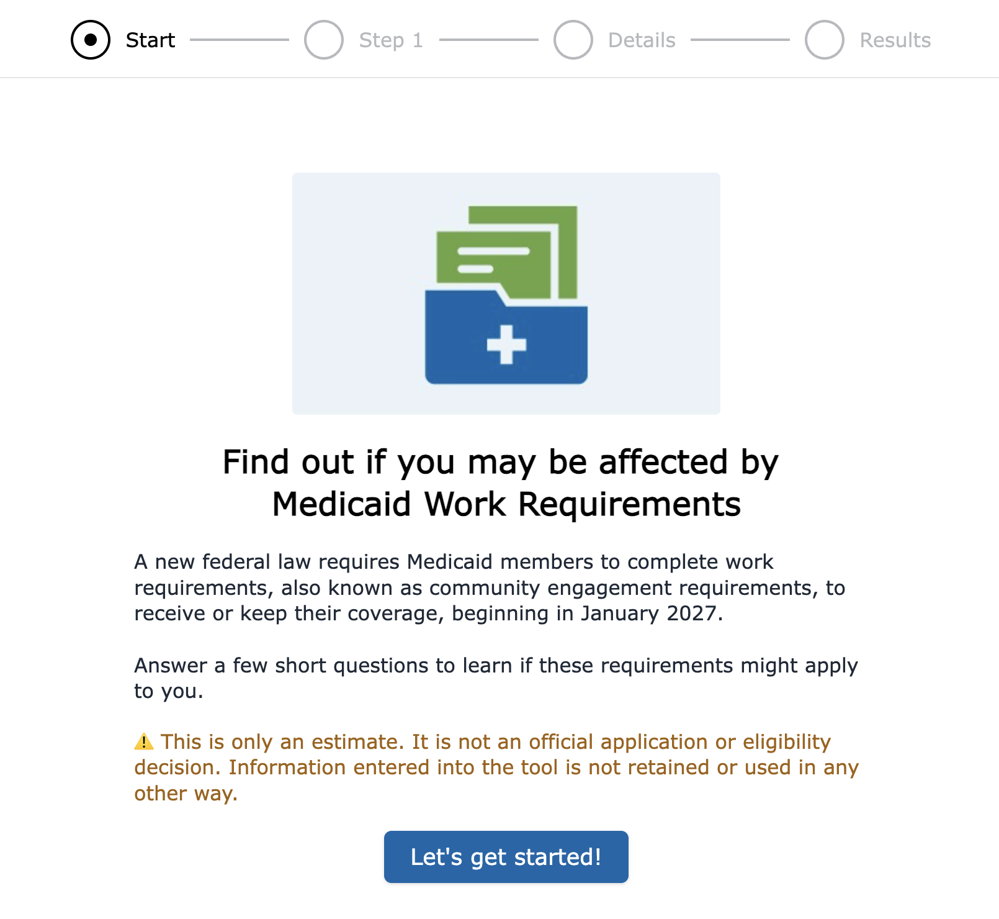 Start
Step 1
Details
Results
Find out if you may be affected by
Medicaid Work Requirements
A new federal law requires Medicaid members to complete work
requirements, also known as community engagement requirements, to
receive or keep their coverage, beginning in January 2027.
Answer a few short questions to learn if these requirements might apply
to you.
⚠️ This is only an estimate. It is not an official application or eligibility
decision. Information entered into the tool is not retained or used in any
other way.
Let's get started!